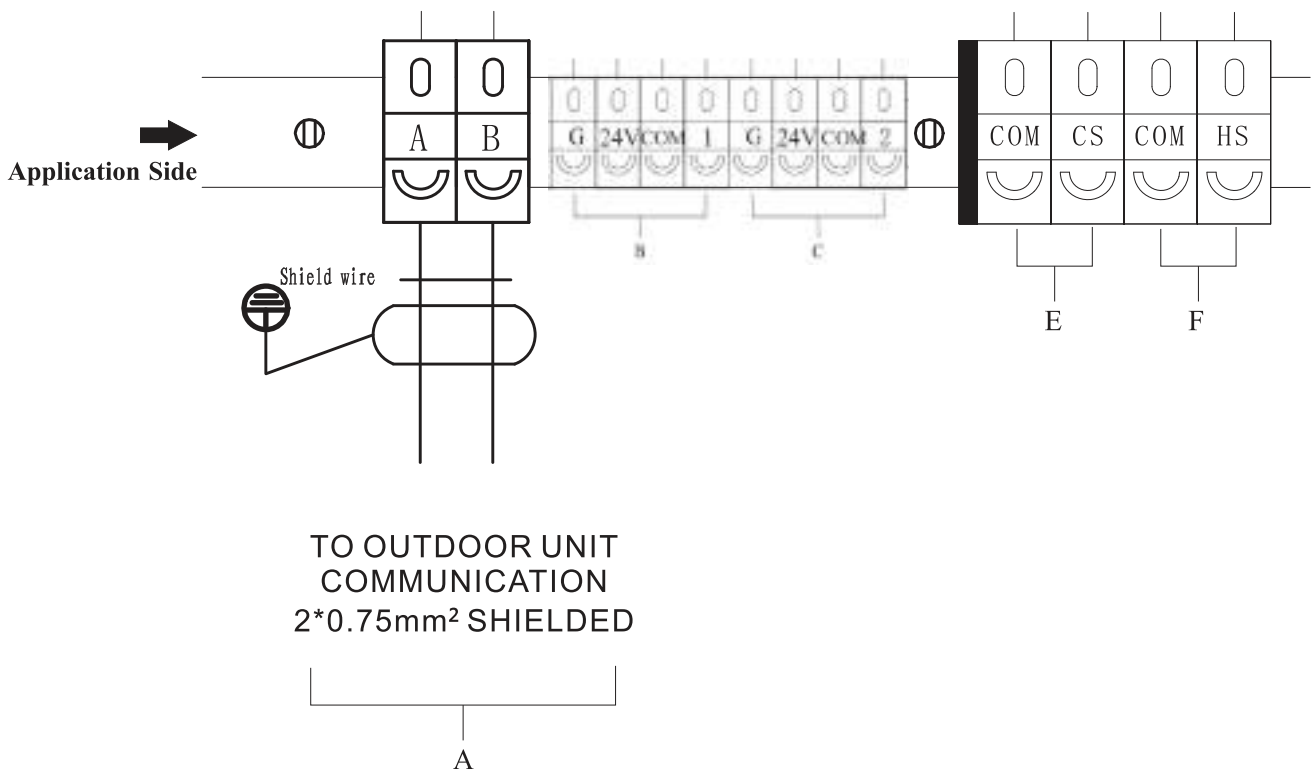 A B
G 24V COM 1 G 24V COM 2
COM CS COM HS
Application Side
B C
Shield wire
E F
TO OUTDOOR UNIT
COMMUNICATION
2*0.75mm² SHIELDED
A